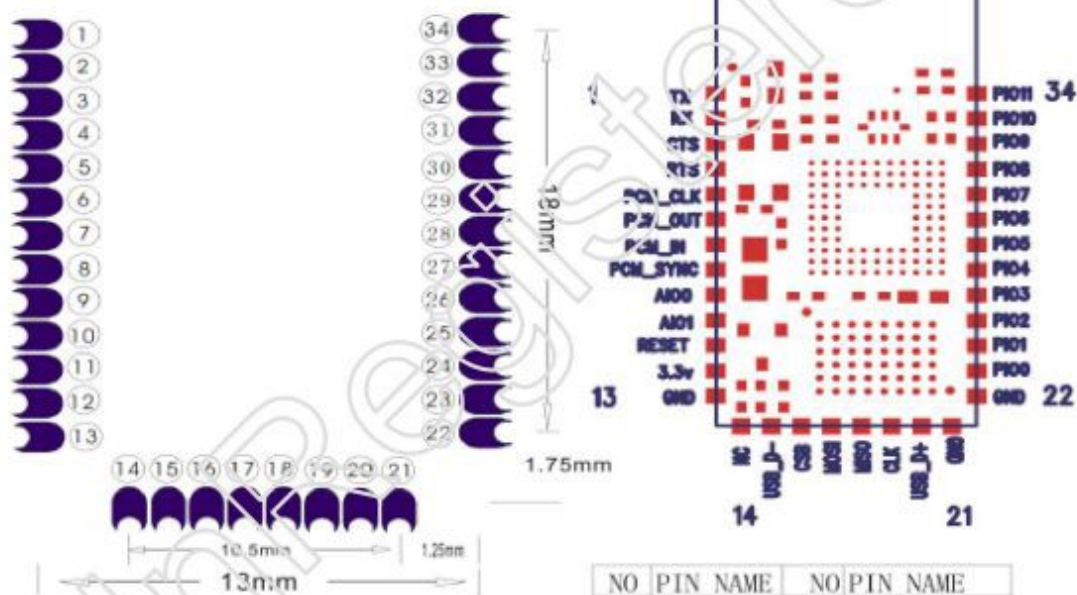 1 34
2 33
3 32
4 31
5 30
6 29
7 28
8 27
9 26
10 25
11 24
12 23
13 22
14 15 16 17 18 19 20 21
18mm
1.75mm
10.5mm
1.25mm
13mm
TX PIO11 34
RX PIO10
CTS PIO9
RTS PIO8
PCM_CLK PIO7
PCM_OUT PIO6
PCM_IN PIO5
PCM_SYNC PIO4
AIO0 PIO3
AIO1 PIO2
RESET PIO1
3.3v PIO0
13 GND GND 22
NC USB_D- CSB MOSI MISO CLK USB_D+ GND
14 21
NO PIN NAME NO PIN NAME